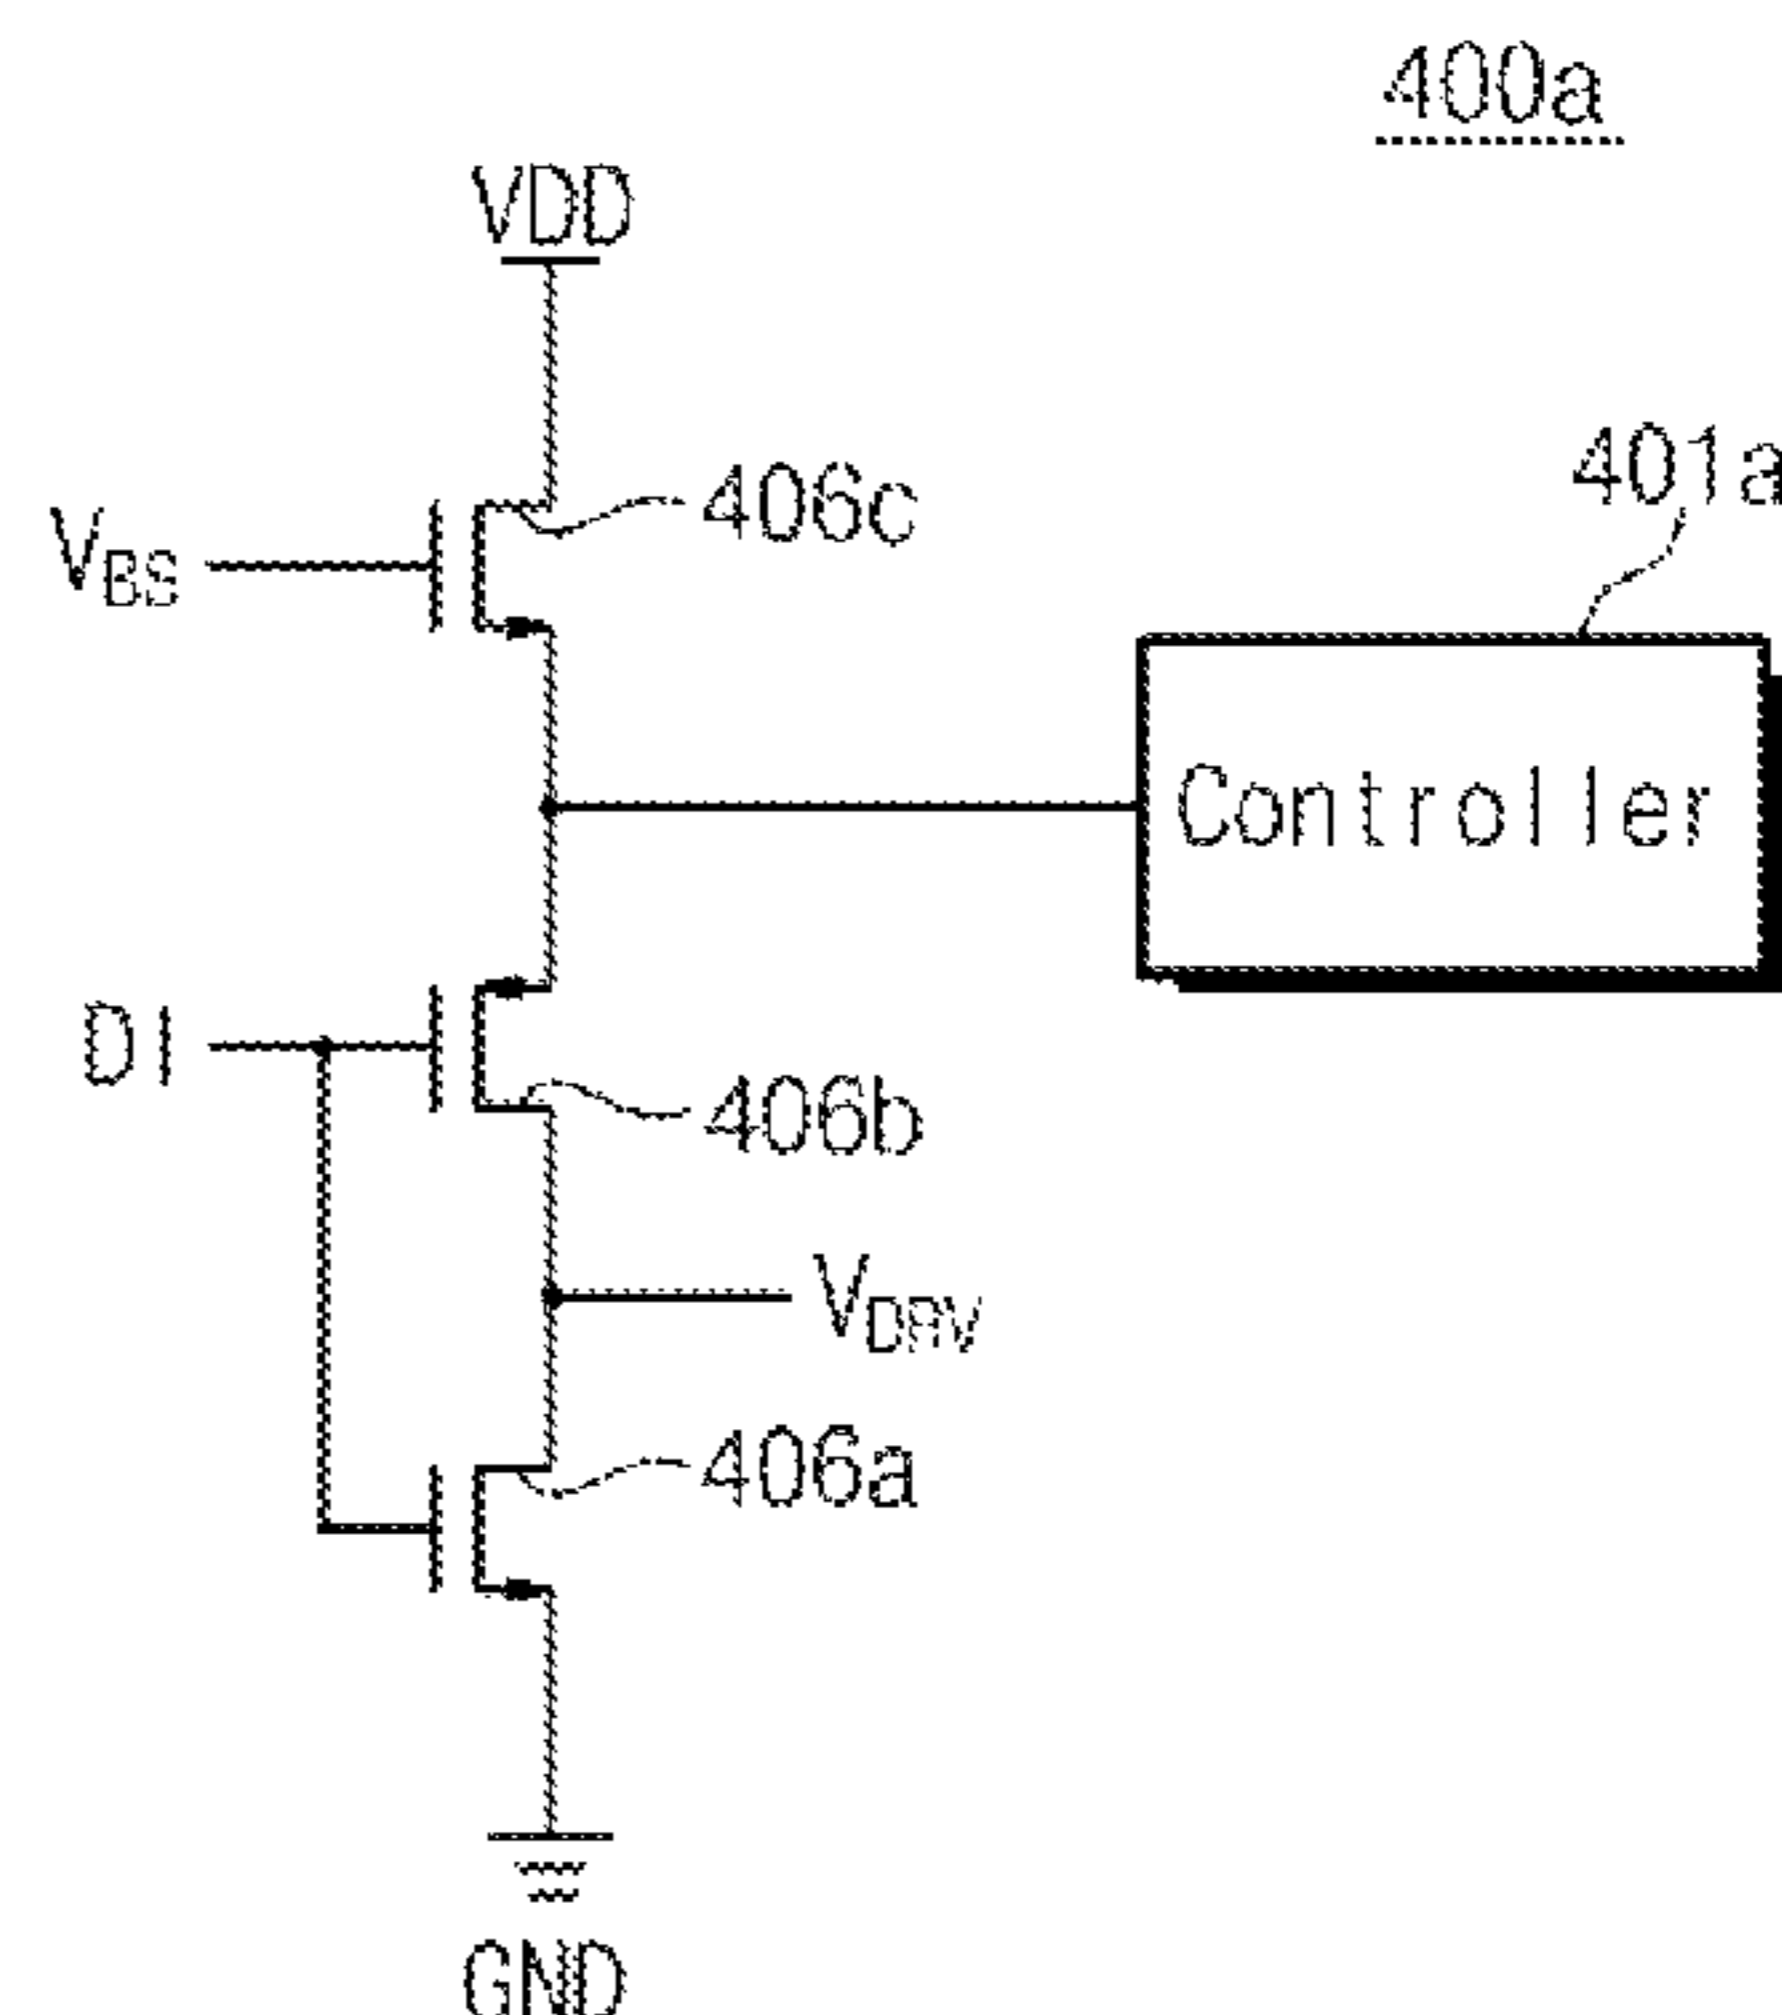 400a
VDD
406c
401a
VBS
Controller
DI
406b
VDRV
406a
GND